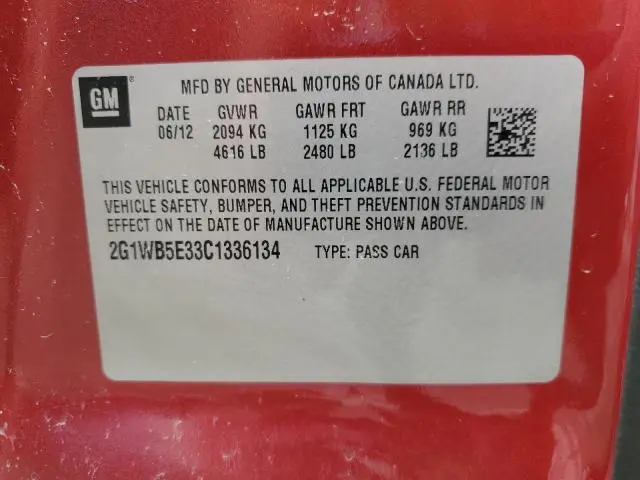 GM
MFD BY GENERAL MOTORS OF CANADA LTD.
DATE GVWR GAWR FRT GAWR RR
06/12 2094 KG 1125 KG 969 KG
4616 LB 2480 LB 2136 LB
THIS VEHICLE CONFORMS TO ALL APPLICABLE U.S. FEDERAL MOTOR
VEHICLE SAFETY, BUMPER, AND THEFT PREVENTION STANDARDS IN
EFFECT ON THE DATE OF MANUFACTURE SHOWN ABOVE.
2G1WB5E33C1336134 TYPE: PASS CAR